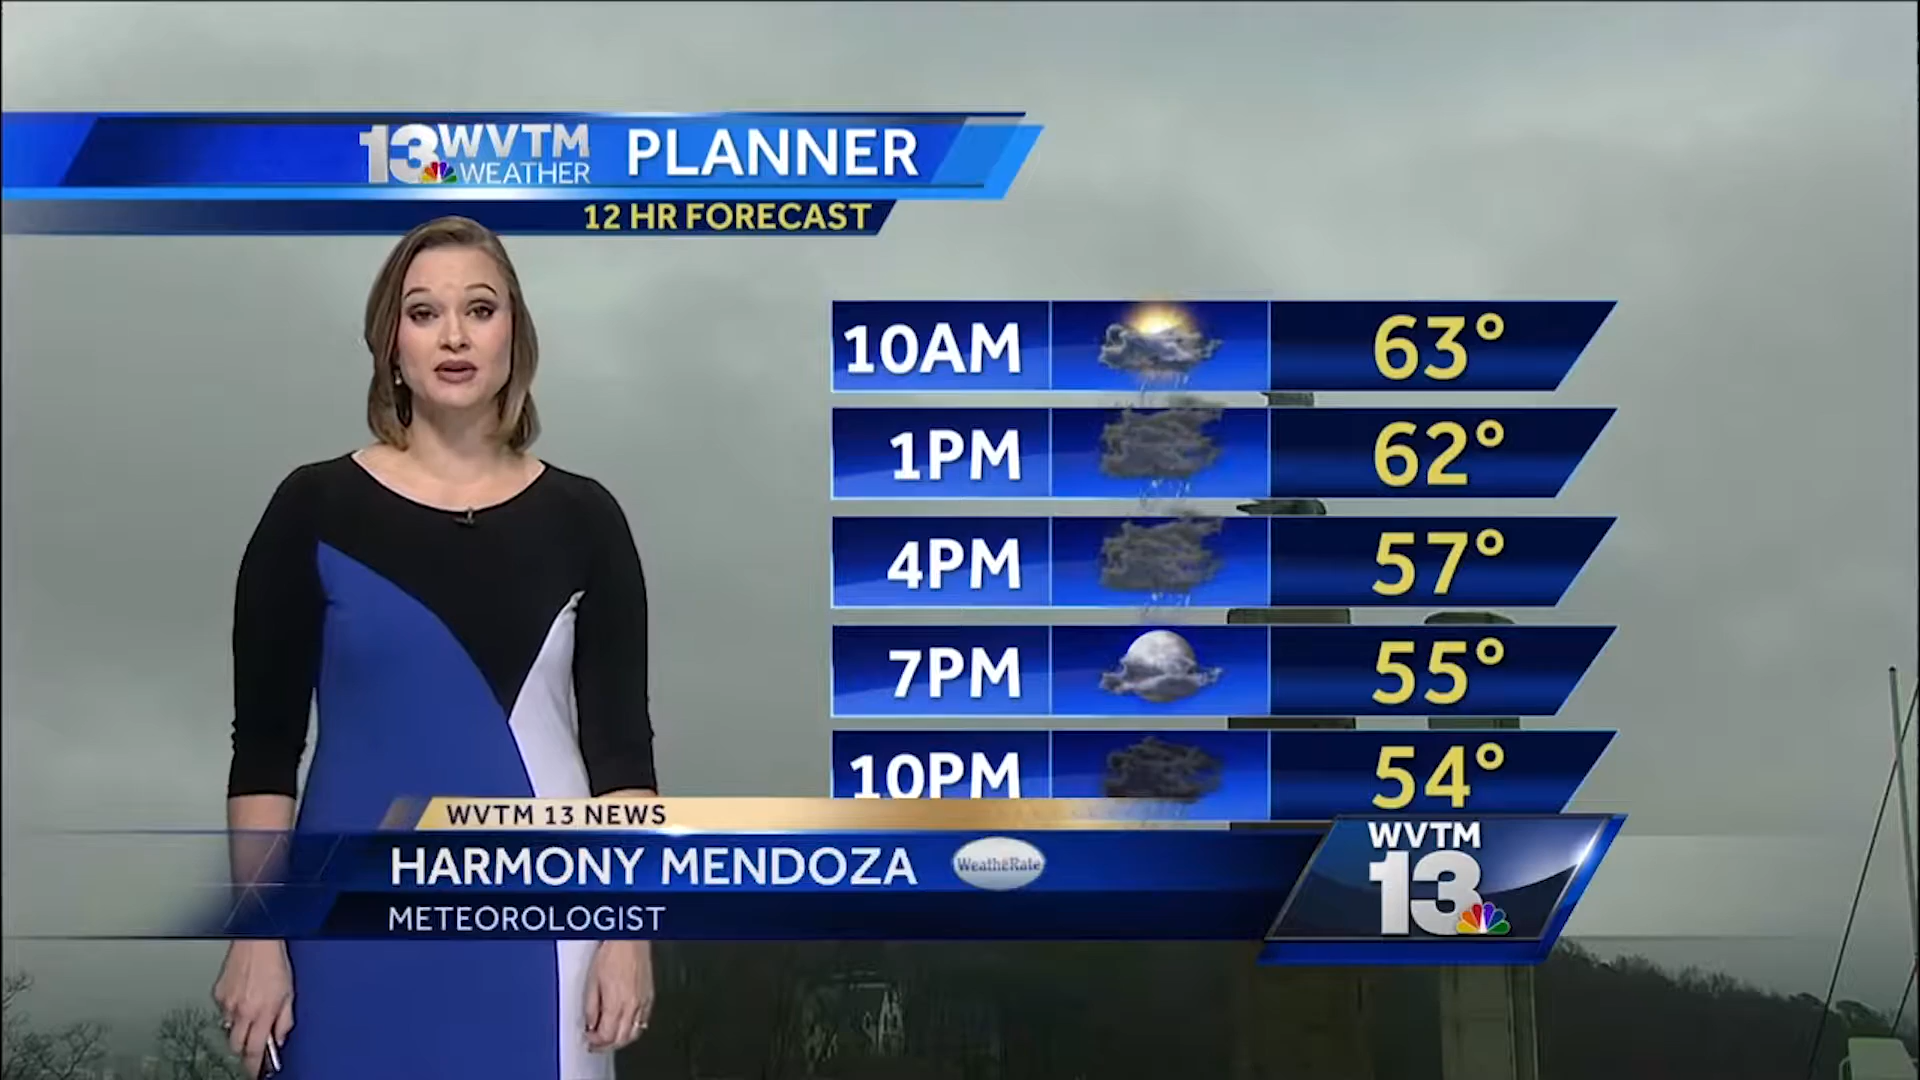 13 WVTM WEATHER PLANNER
12 HR FORECAST
10AM 63°
1PM 62°
4PM 57°
7PM 55°
10PM 54°
WVTM 13 NEWS
HARMONY MENDOZA WeatheRate
METEOROLOGIST
WVTM
13